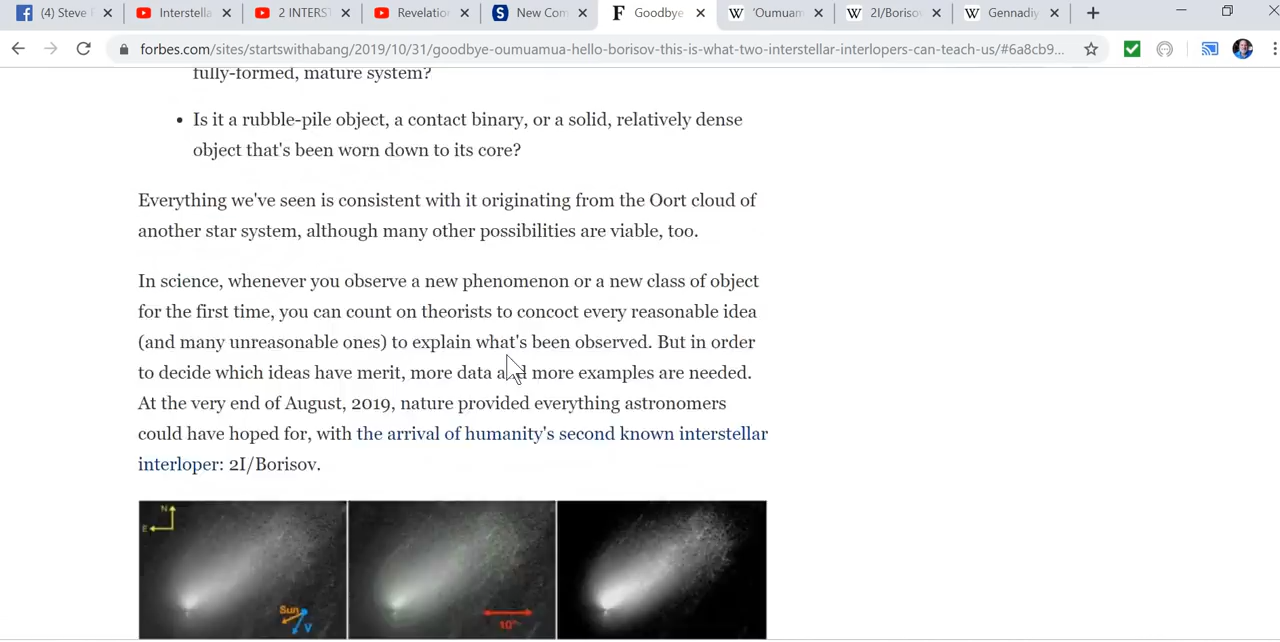 (4) Steve
Interstella
2 INTERST
Revelation
New Com
Goodbye
'Oumuam
2I/Boriso
Gennadiy
forbes.com/sites/startswithabang/2019/10/31/goodbye-oumuamua-hello-borisov-this-is-what-two-interstellar-interlopers-can-teach-us/#6a8cb9...
fully-formed, mature system?
• Is it a rubble-pile object, a contact binary, or a solid, relatively dense
object that's been worn down to its core?
Everything we've seen is consistent with it originating from the Oort cloud of
another star system, although many other possibilities are viable, too.
In science, whenever you observe a new phenomenon or a new class of object
for the first time, you can count on theorists to concoct every reasonable idea
(and many unreasonable ones) to explain what's been observed. But in order
to decide which ideas have merit, more data and more examples are needed.
At the very end of August, 2019, nature provided everything astronomers
could have hoped for, with the arrival of humanity's second known interstellar
interloper: 2I/Borisov.
N
E
Sun
V
10"